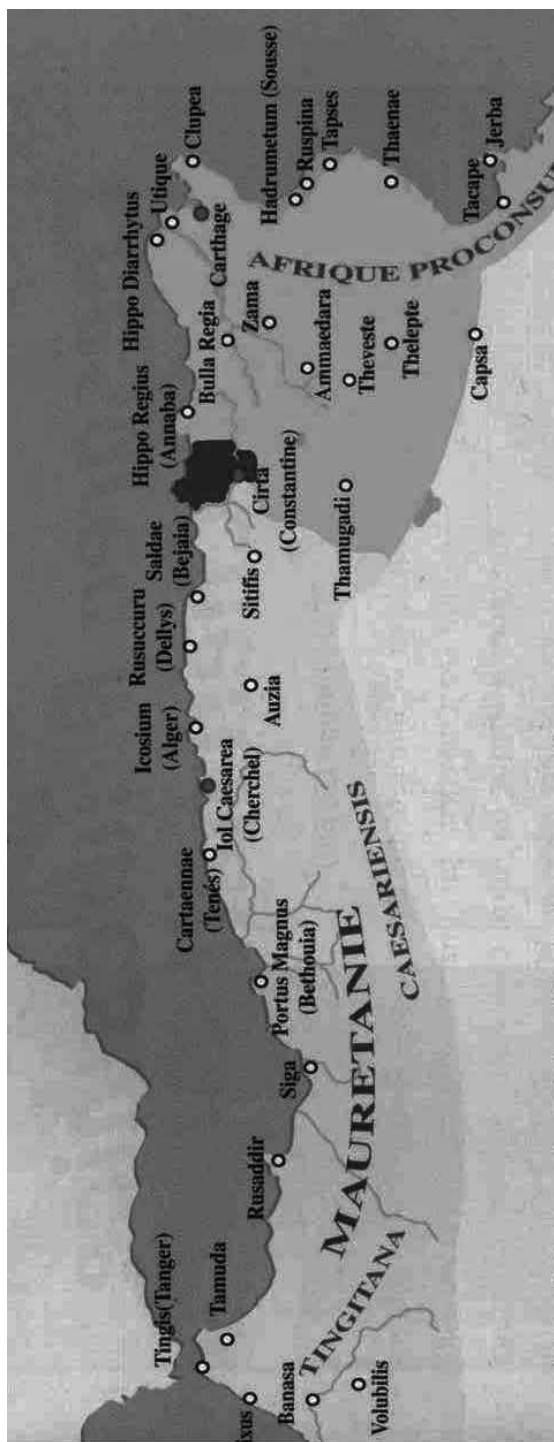 Tingis(Tanger)
Tamuda
ixus
Banasa
TINGITANA
Volubilis
Rusaddir
Siga
MAURETANIE
CAESARIENSIS
Portus Magnus
(Bethouia)
Cartaennae
(Tenés)
Iol Caesarea
(Cherchel)
Icosium
(Alger)
Auzia
Rusuccuru
(Dellys)
Saldae
(Bejaia)
Sitifis
Cirta
(Constantine)
Thamugadi
Hippo Regius
(Annaba)
Bulla Regia
Hippo Diarrhytus
Utique
Clupea
Carthage
Zama
Ammaedara
Theveste
Thelepte
Capsa
Hadrumetum (Sousse)
Ruspina
Tapses
Thaenae
Tacape
Jerba
AFRIQUE PROCONSU